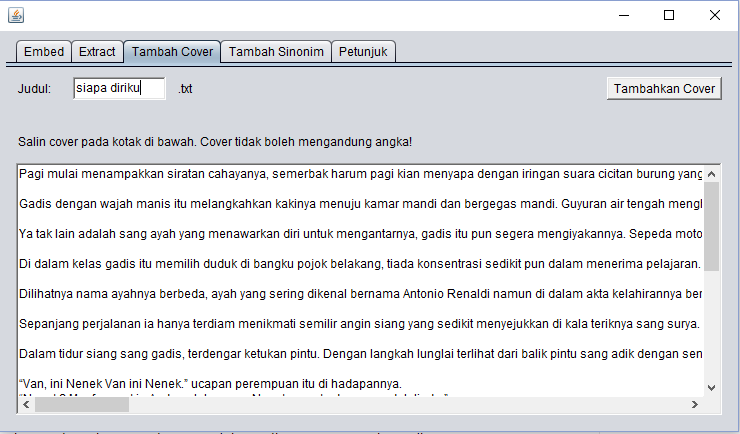 Embed Extract Tambah Cover Tambah Sinonim Petunjuk
Judul: siapa diriku .txt Tambahkan Cover
Salin cover pada kotak di bawah. Cover tidak boleh mengandung angka!
Pagi mulai menampakkan siratan cahayanya, semerbak harum pagi kian menyapa dengan iringan suara cicitan burung yang
Gadis dengan wajah manis itu melangkahkan kakinya menuju kamar mandi dan bergegas mandi. Guyuran air tengah
Ya tak lain adalah sang ayah yang menawarkan diri untuk mengantarnya, gadis itu pun segera mengiyakannya. Sepeda moto
Di dalam kelas gadis itu memilih duduk di bangku pojok belakang, tiada konsentrasi sedikit pun dalam menerima pelajaran.
Dilihatnya nama ayahnya berbeda, ayah yang sering dikenal bernama Antonio Renaldi namun di dalam akta kelahirannya ber
Sepanjang perjalanan ia hanya terdiam menikmati semilir angin siang yang sedikit menyejukkan di kala teriknya sang surya.
Dalam tidur siang sang gadis, terdengar ketukan pintu. Dengan langkah lunglai terlihat dari balik pintu sang adik dengan sen
“Van, ini Nenek Van ini Nenek.” ucapan perempuan itu di hadapannya.